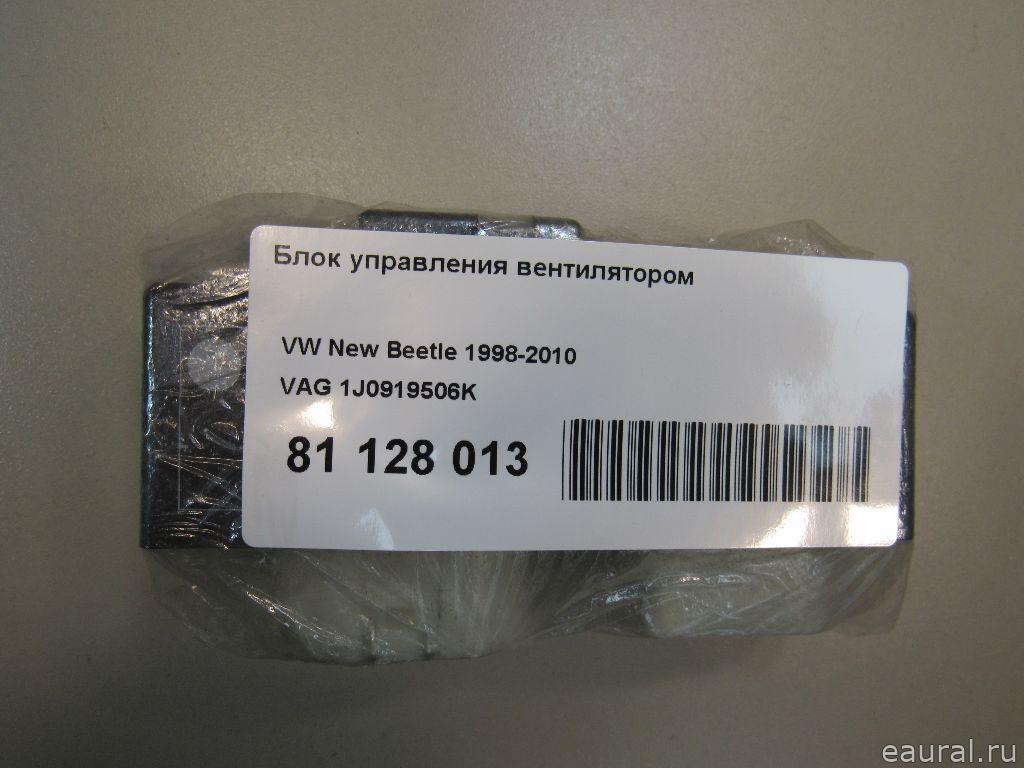 Блок управления вентилятором
VW New Beetle 1998-2010
VAG 1J0919506K
81 128 013
eaural.ru